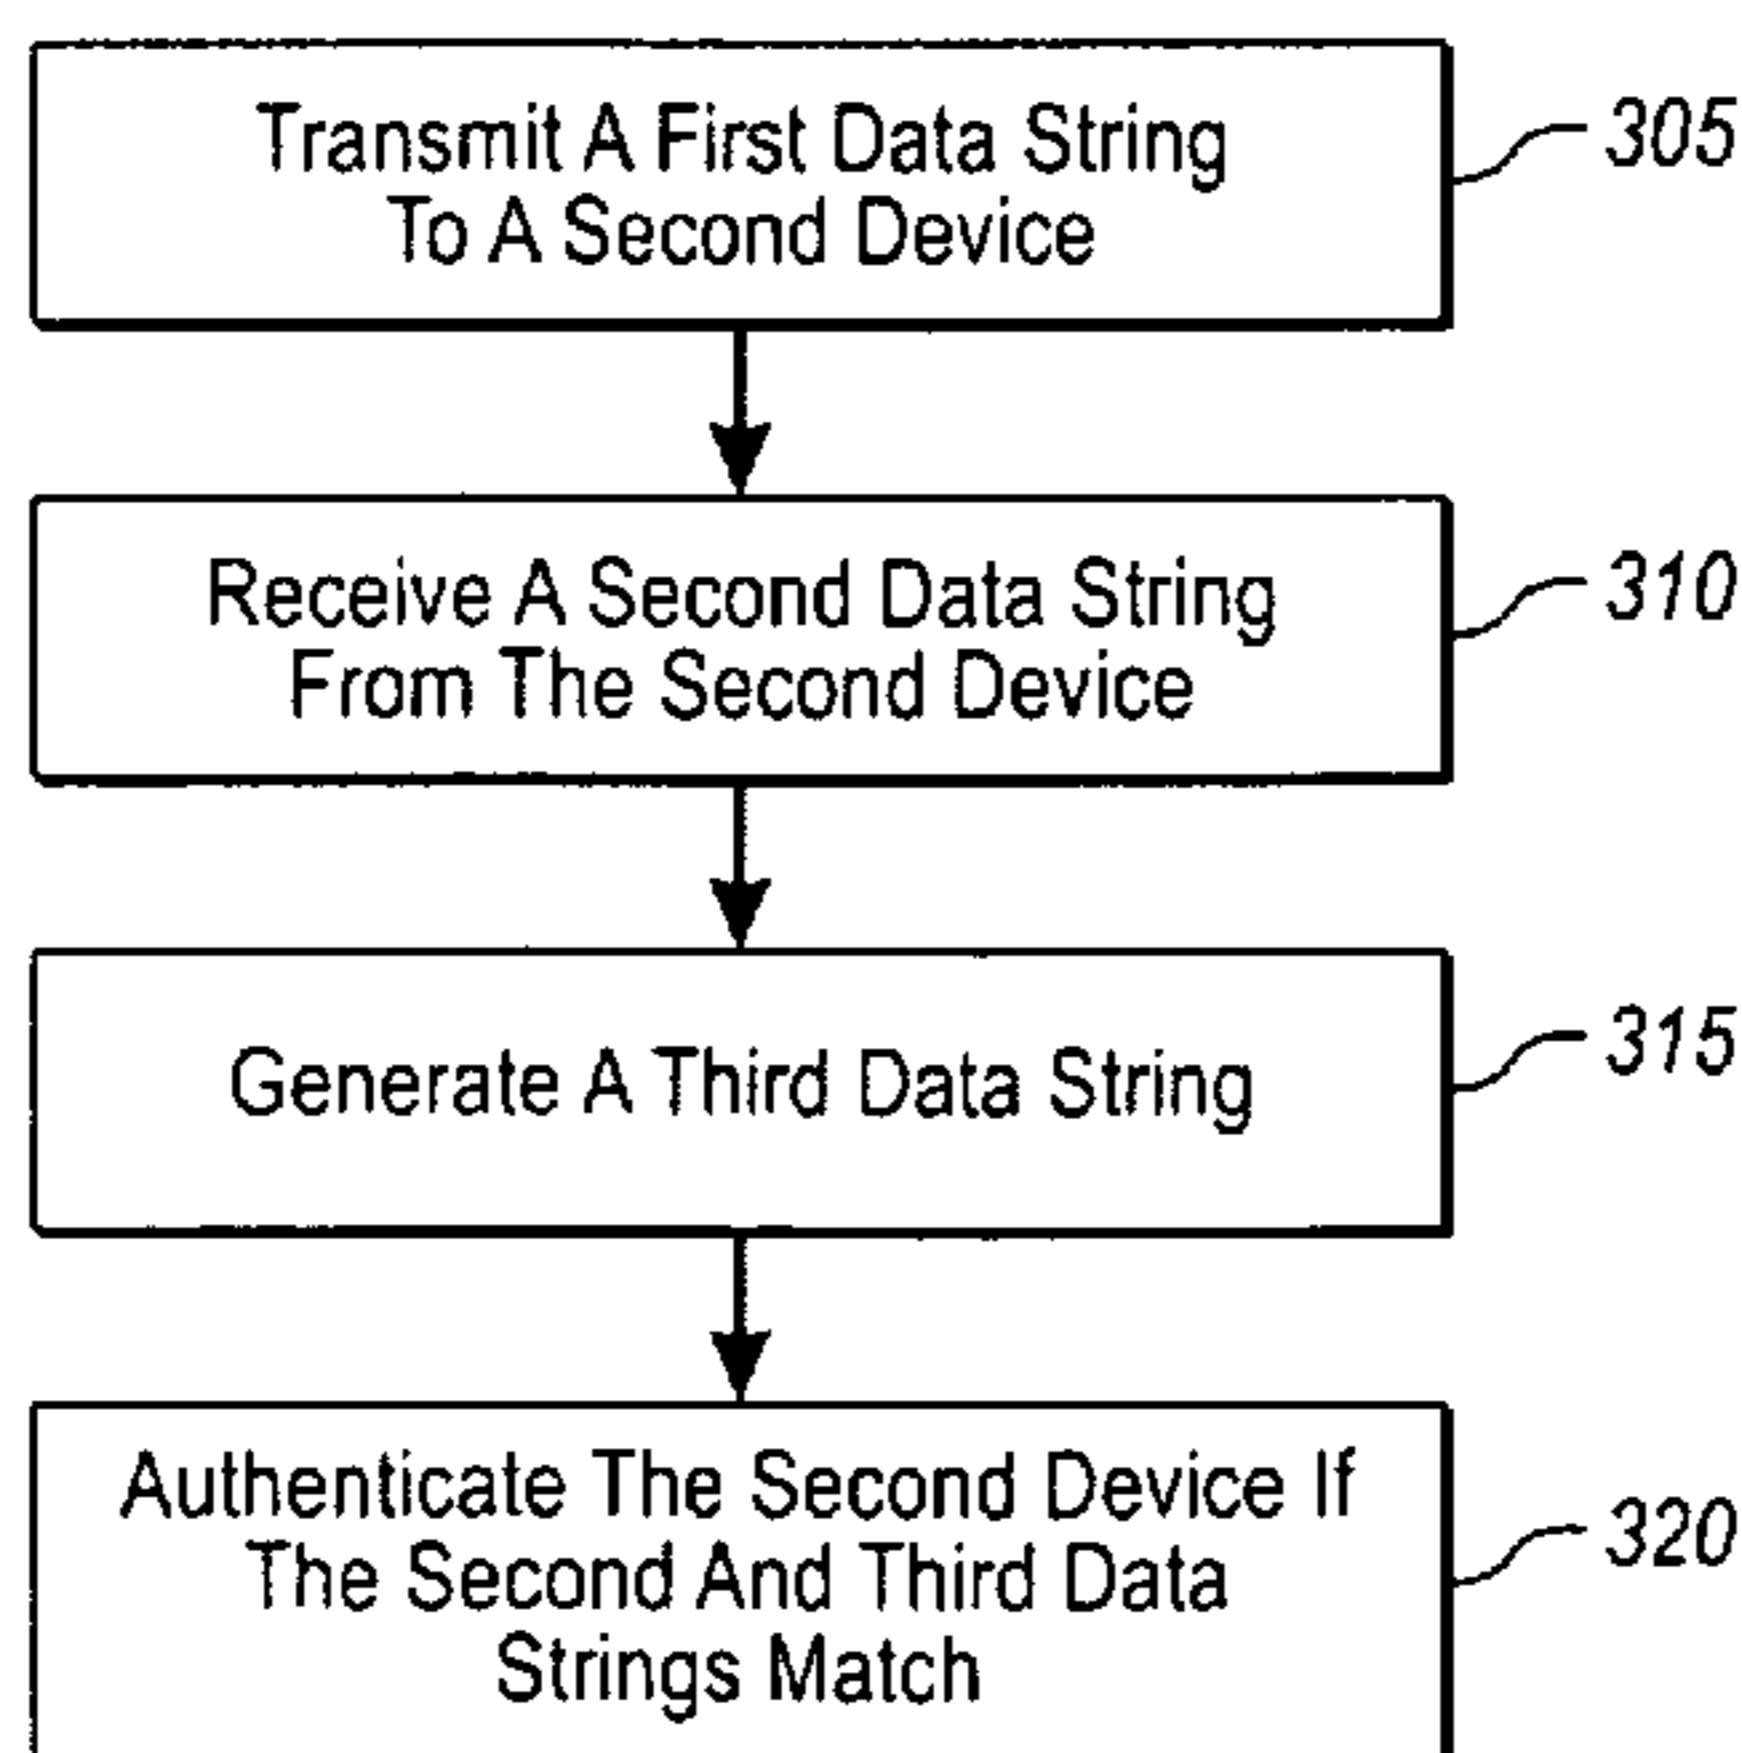 Transmit A First Data String
To A Second Device
305
Receive A Second Data String
From The Second Device
310
Generate A Third Data String
315
Authenticate The Second Device If
The Second And Third Data
Strings Match
320